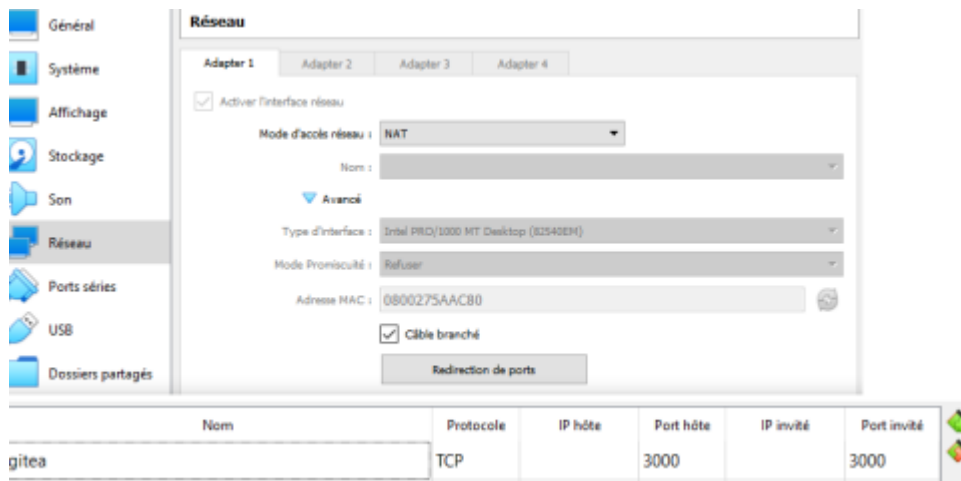 Général
Système
Affichage
Stockage
Son
Réseau
Ports séries
USB
Dossiers partagés
Réseau
Adapter 1 Adapter 2 Adapter 3 Adapter 4
Activer l'interface réseau
Mode d'accès réseau : NAT
Nom :
Avancé
Type d'interface : Intel PRO/1000 MT Desktop (82540EM)
Mode Promiscuité : Refuser
Adresse MAC : 0800275AAC80
Câble branché
Redirection de ports
Nom Protocole IP hôte Port hôte IP invité Port invité
gitea TCP 3000 3000